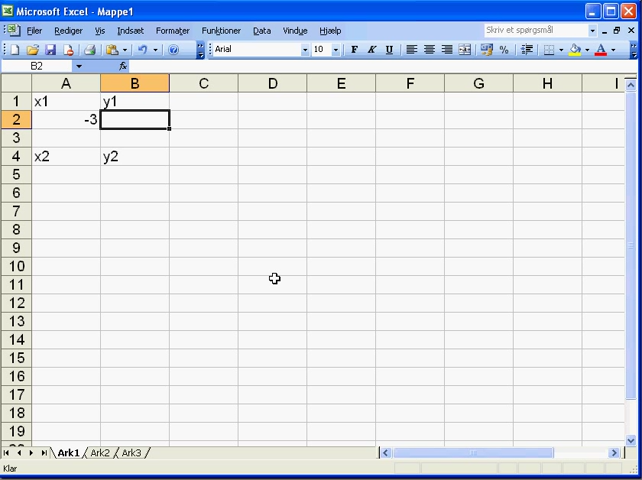 Microsoft Excel - Mappe1
Filer Rediger Vis Indsæt Formater Funktioner Data Vindue Hjælp Skriv et spørgsmål
Arial 10 F K U % A
B2 fx
A B C D E F G H I
1 x1 y1
2 -3
3
4 x2 y2
5
6
7
8
9
10
11
12
13
14
15
16
17
18
19
Ark1 Ark2 Ark3
Klar